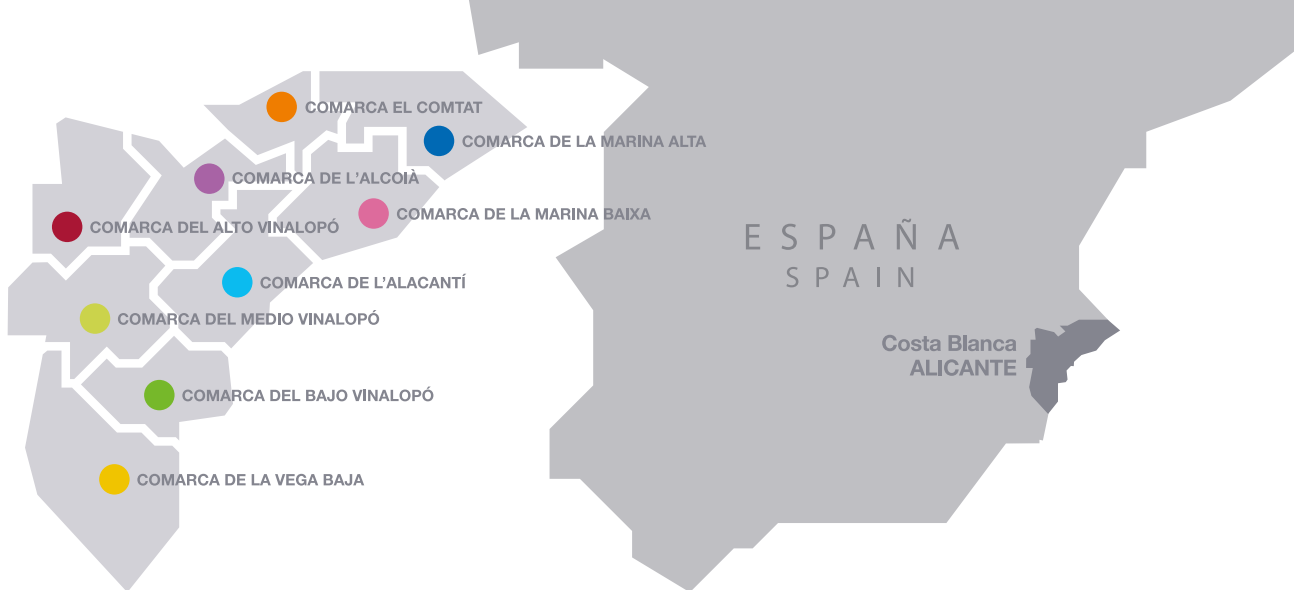 COMARCA EL COMTAT
COMARCA DE LA MARINA ALTA
COMARCA DE L'ALCOIÀ
COMARCA DE LA MARINA BAIXA
COMARCA DEL ALTO VINALOPÓ
COMARCA DE L'ALACANTÍ
COMARCA DEL MEDIO VINALOPÓ
COMARCA DEL BAJO VINALOPÓ
COMARCA DE LA VEGA BAJA
ESPAÑA
SPAIN
Costa Blanca
ALICANTE